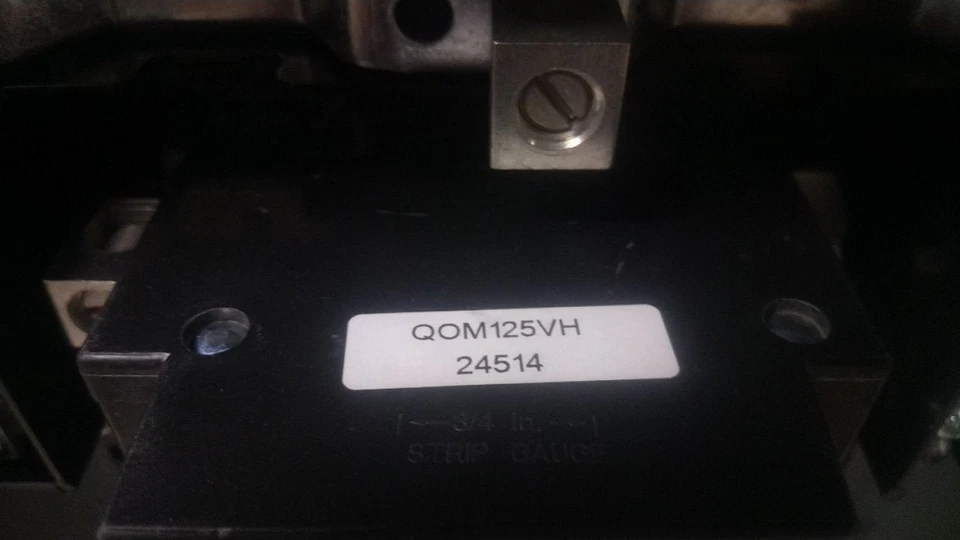 QOM125VH
24514
|←3/4 in.→|
STRIP GAUGE